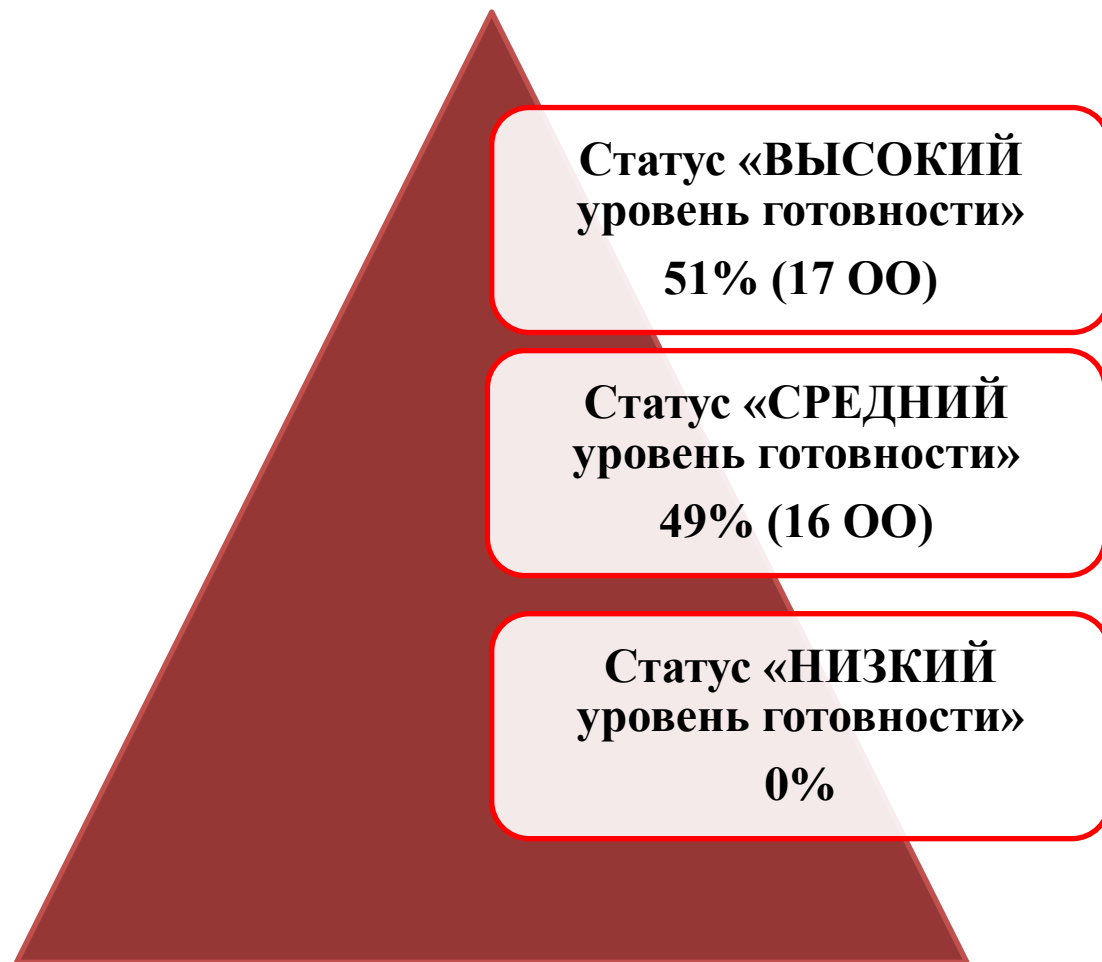 Статус «ВЫСОКИЙ
уровень готовности»
51% (17 ОО)
Статус «СРЕДНИЙ
уровень готовности»
49% (16 ОО)
Статус «НИЗКИЙ
уровень готовности»
0%